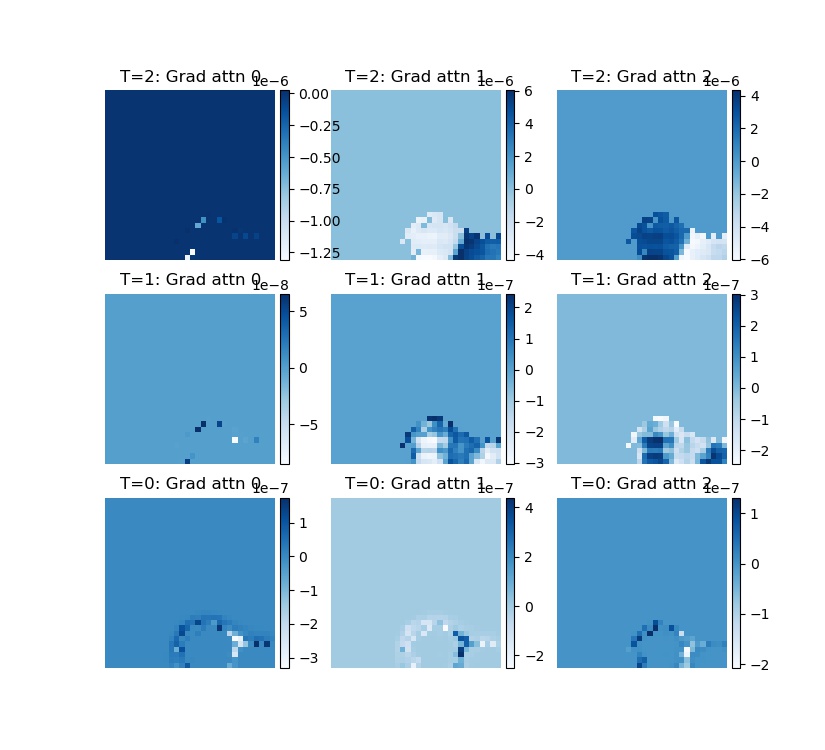 T=2: Grad attn 0
1e−6
T=2: Grad attn 1
1e−6
T=2: Grad attn 2
1e−6
0.00
−0.25
−0.50
−0.75
−1.00
−1.25
6
4
2
0
−2
−4
4
2
0
−2
−4
−6
T=1: Grad attn 0
1e−8
T=1: Grad attn 1
1e−7
T=1: Grad attn 2
1e−7
5
0
−5
2
1
0
−1
−2
−3
3
2
1
0
−1
−2
T=0: Grad attn 0
1e−7
T=0: Grad attn 1
1e−7
T=0: Grad attn 2
1e−7
1
0
−1
−2
−3
4
2
0
−2
1
0
−1
−2